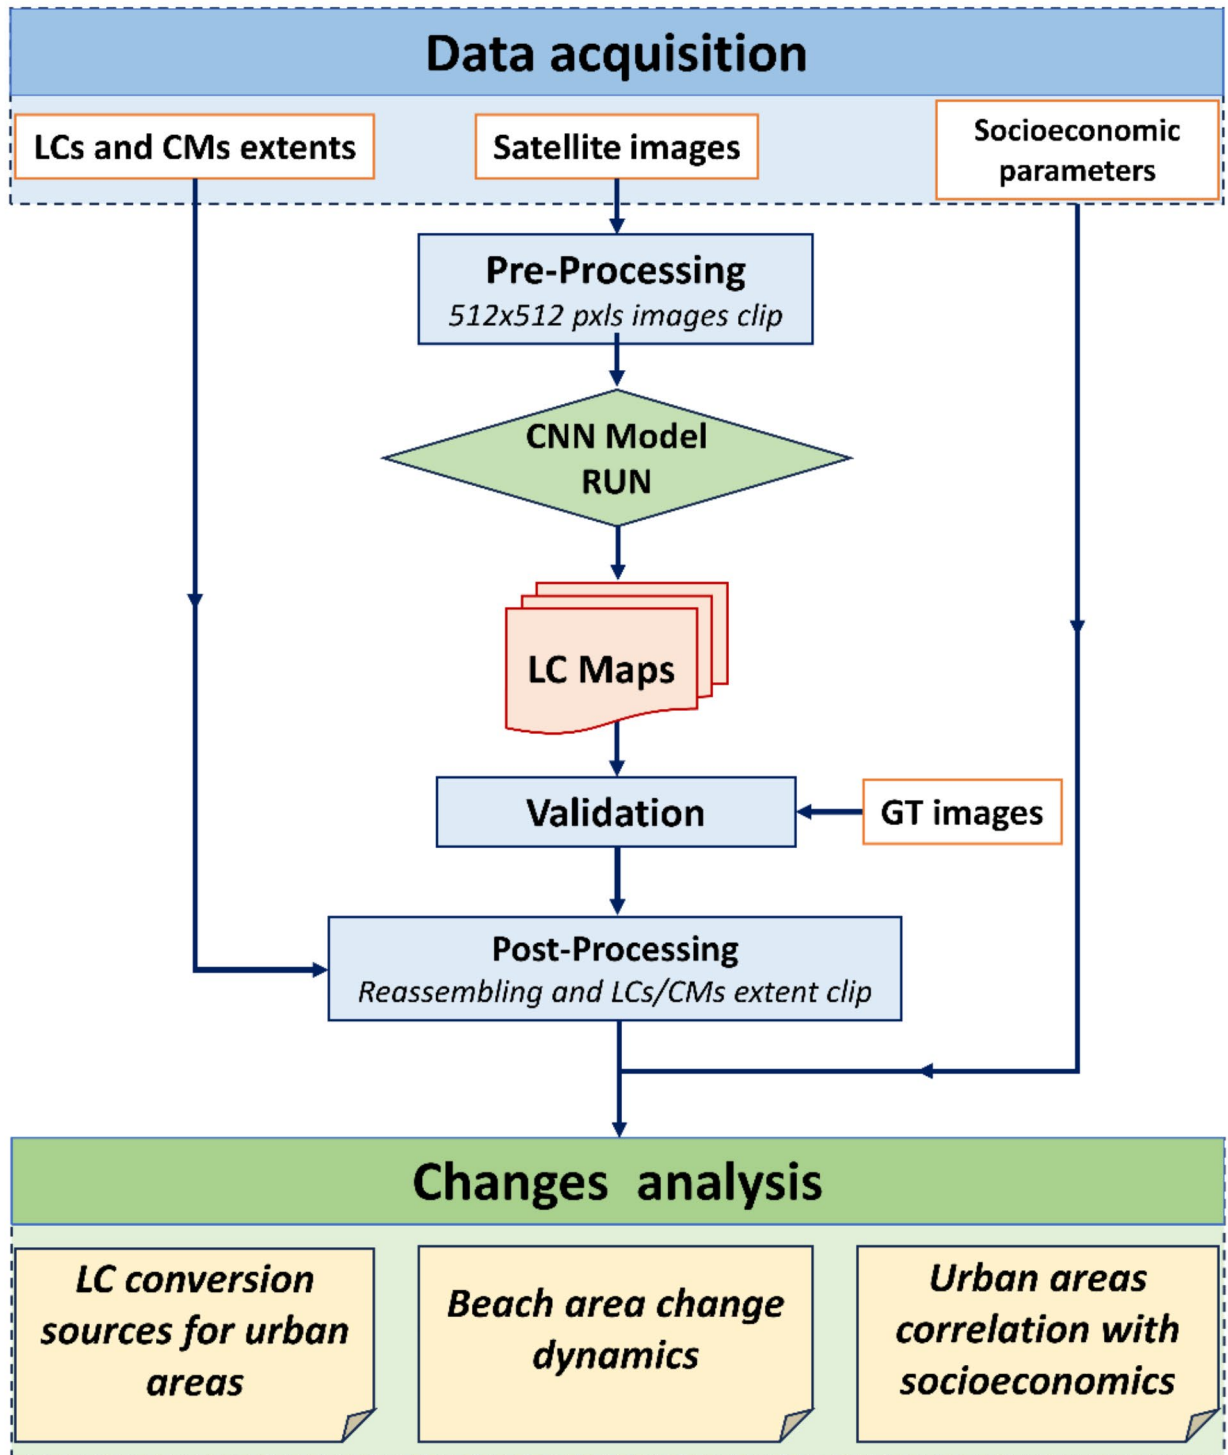 Data acquisition
LCs and CMs extents
Satellite images
Socioeconomic
parameters
Pre-Processing
512x512 pxls images clip
CNN Model
RUN
LC Maps
Validation
GT images
Post-Processing
Reassembling and LCs/CMs extent clip
Changes analysis
LC conversion
sources for urban
areas
Beach area change
dynamics
Urban areas
correlation with
socioeconomics